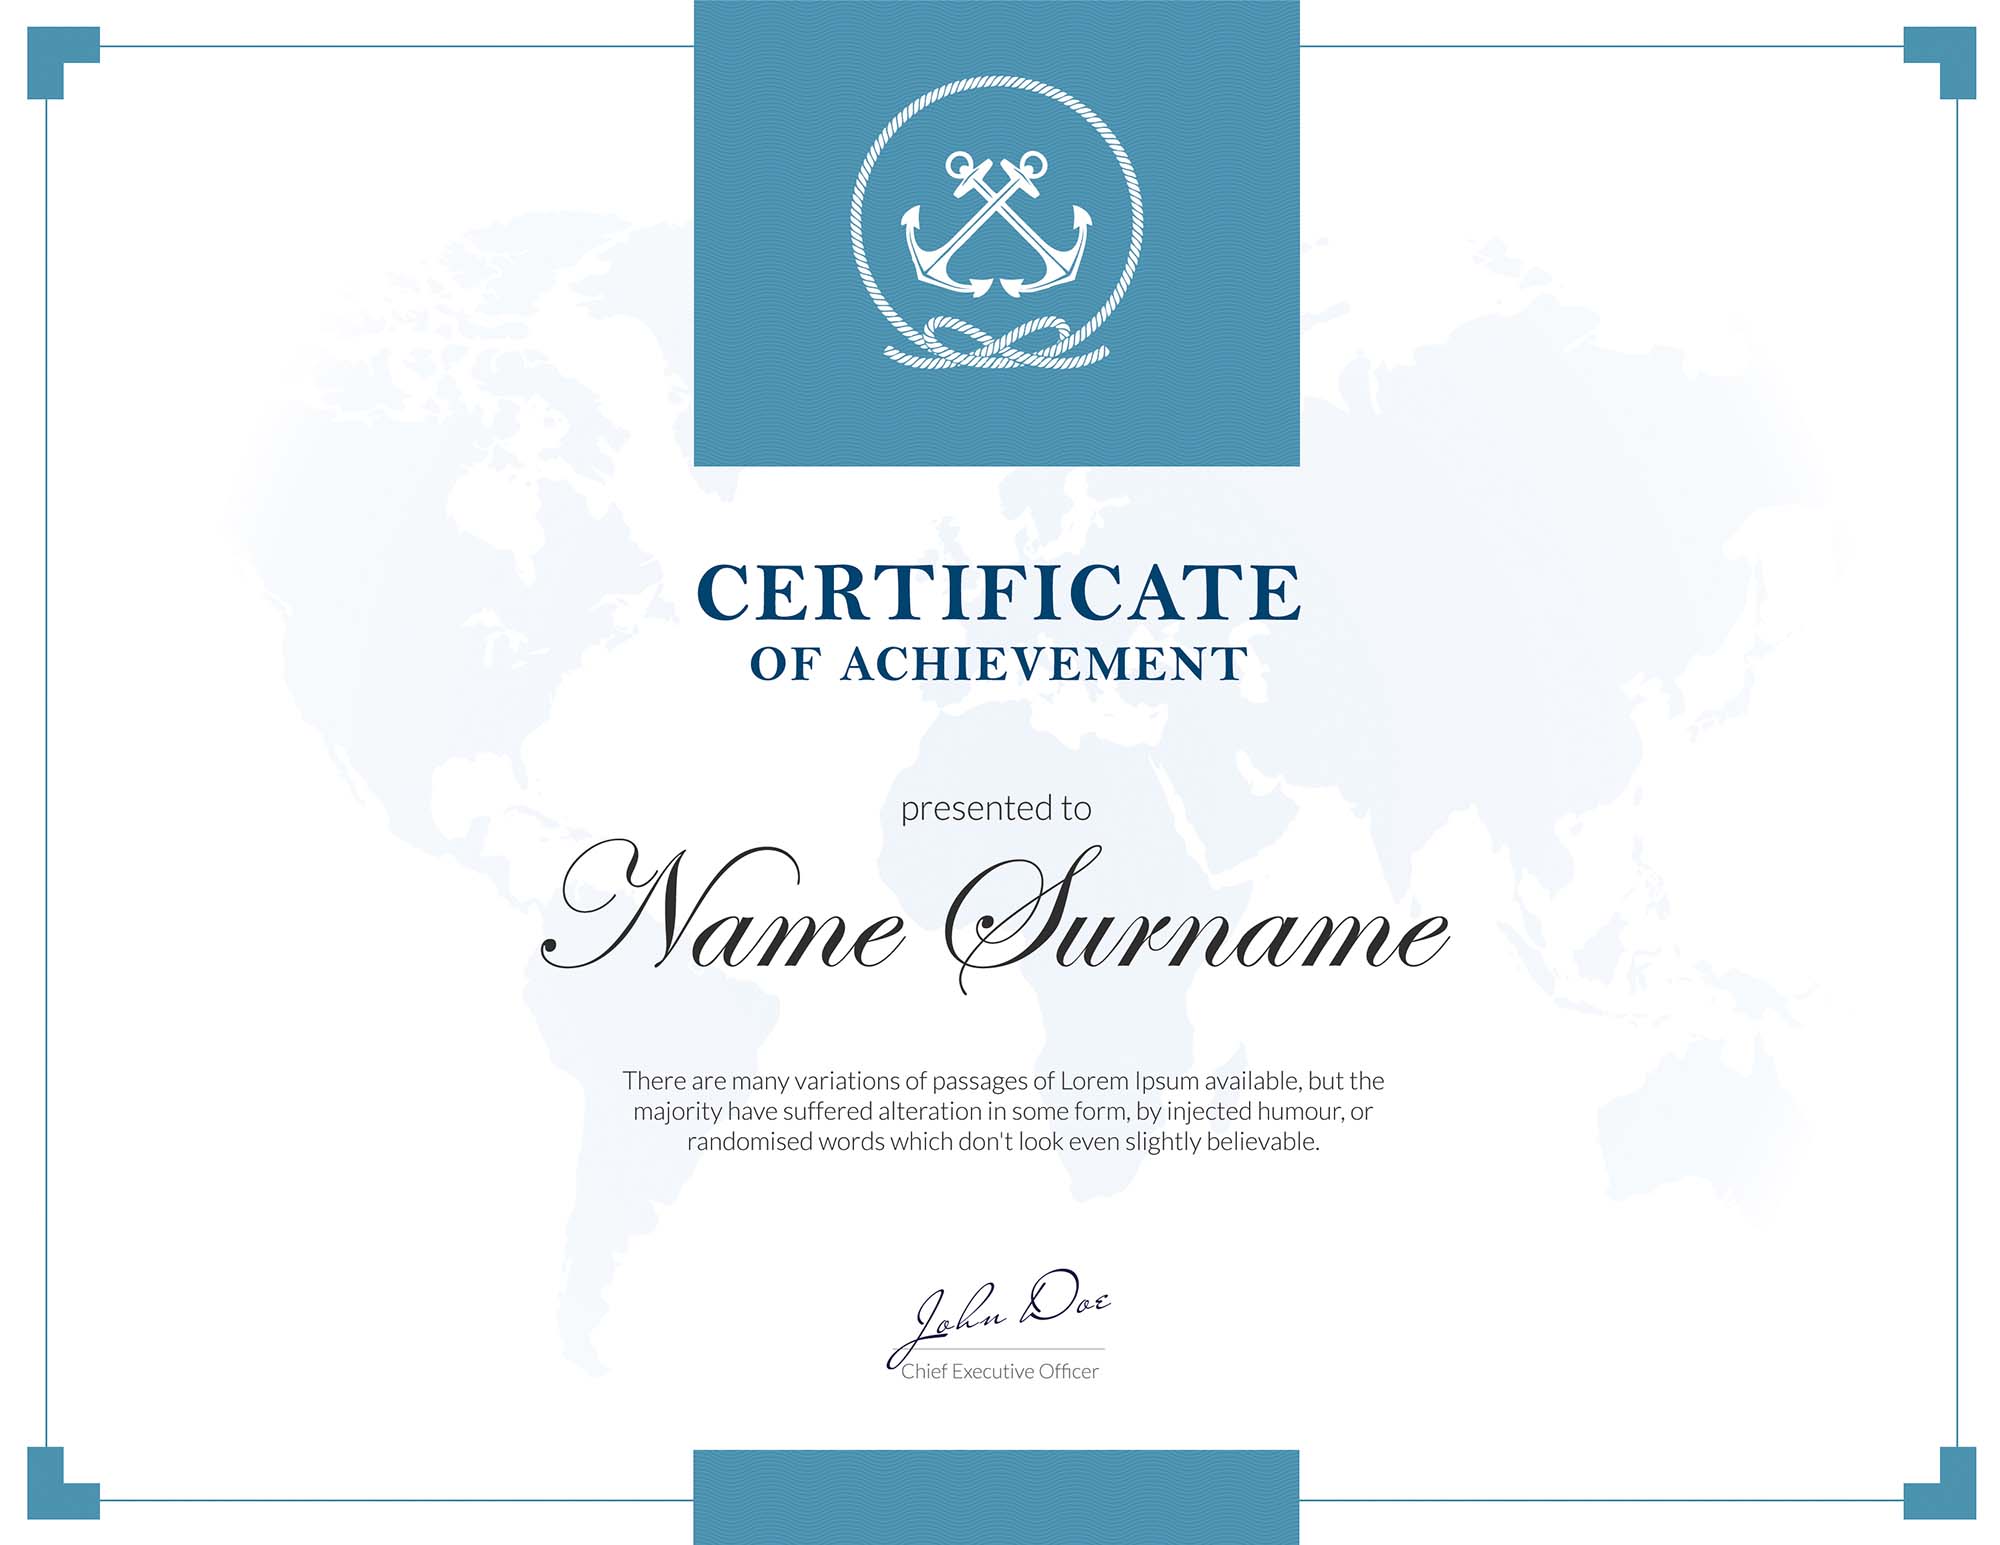 CERTIFICATE
OF ACHIEVEMENT
presented to
Name Surname
There are many variations of passages of Lorem Ipsum available, but the
majority have suffered alteration in some form, by injected humour, or
randomised words which don't look even slightly believable.
John Doe
Chief Executive Officer